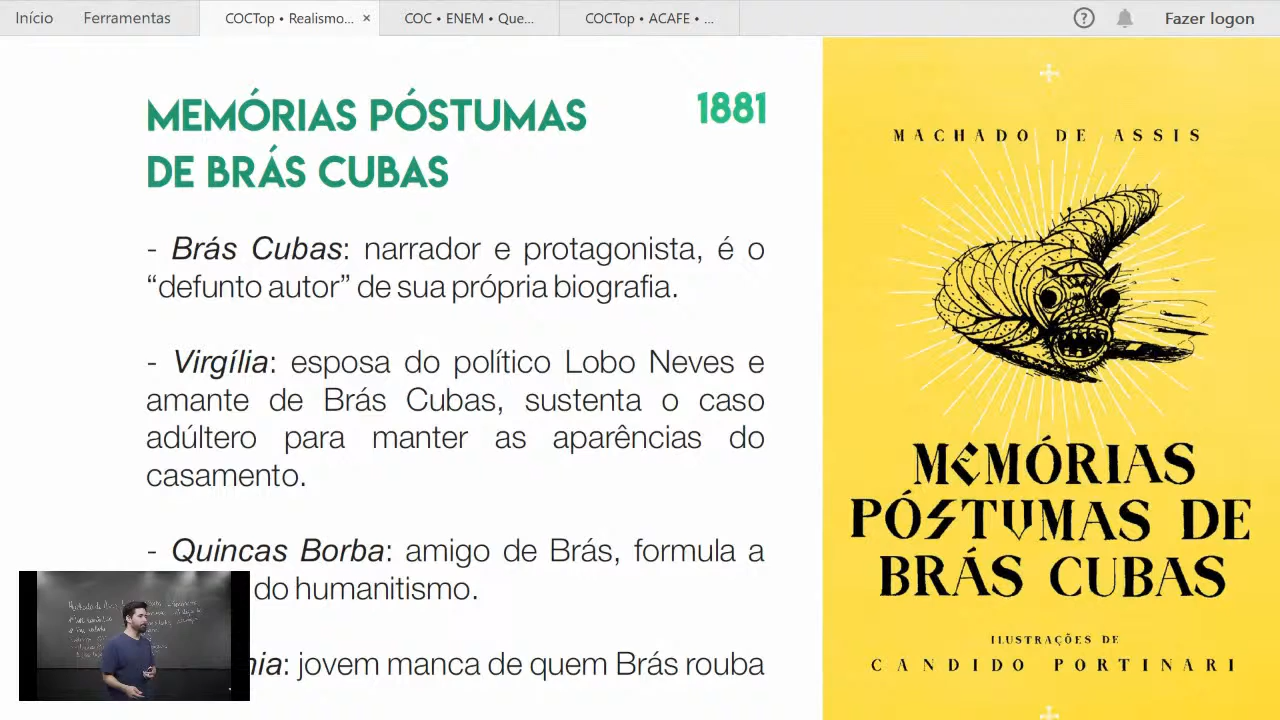 Início
Ferramentas
COCTop • Realismo... ×
COC • ENEM • Que...
COCTop • ACAFE • ...
?
Fazer logon
MEMÓRIAS PÓSTUMAS
DE BRÁS CUBAS
1881
- Brás Cubas: narrador e protagonista, é o
“defunto autor” de sua própria biografia.
- Virgília: esposa do político Lobo Neves e
amante de Brás Cubas, sustenta o caso
adúltero para manter as aparências do
casamento.
- Quincas Borba: amigo de Brás, formula a
do humanitismo.
jovem manca de quem Brás rouba
MACHADO DE ASSIS
MEMÓRIAS
PÓSTUMAS DE
BRÁS CUBAS
ILUSTRAÇÕES DE
CANDIDO PORTINARI